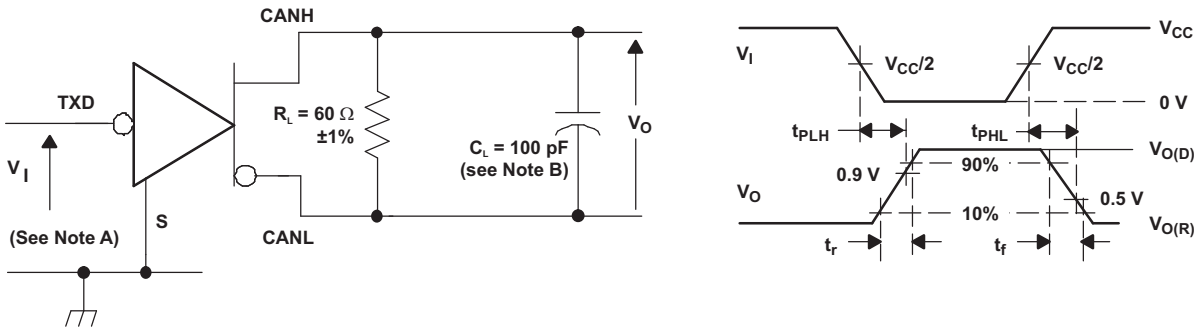 CANH
TXD
R_L = 60 Ω
±1%
C_L = 100 pF
(see Note B)
V_O
V_I
(See Note A)
S
CANL
V_I
V_CC
V_CC/2
V_CC/2
0 V
t_PLH
t_PHL
V_O(D)
90%
0.9 V
V_O
0.5 V
10%
V_O(R)
t_r
t_f